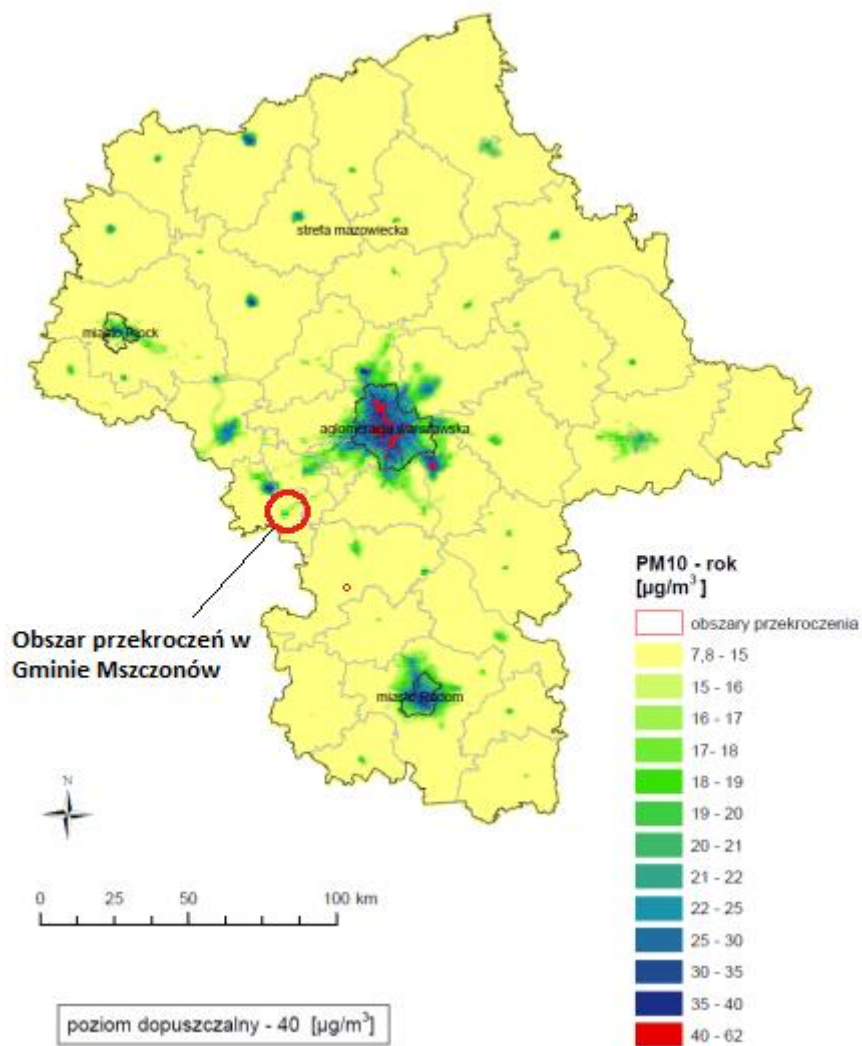 strefa mazowiecka
miasto Płock
aglomeracja warszawska
Obszar przekroczeń w
Gminie Mszczonów
miasto Radom
N
0 25 50 100 km
poziom dopuszczalny - 40 [µg/m³]
PM10 - rok
[µg/m³]
obszary przekroczenia
7,8 - 15
15 - 16
16 - 17
17- 18
18 - 19
19 - 20
20 - 21
21 - 22
22 - 25
25 - 30
30 - 35
35 - 40
40 - 62